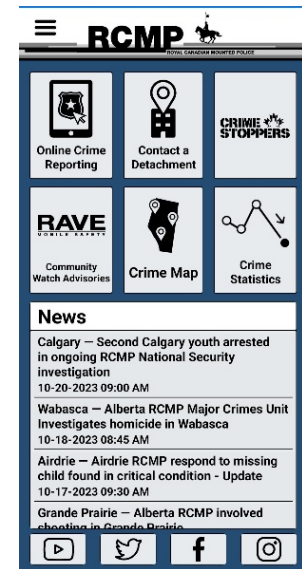 RCMP
ROYAL CANADIAN MOUNTED POLICE
Online Crime
Reporting
Contact a
Detachment
CRIME
STOPPERS
RAVE
MOBILE SAFETY
Community
Watch Advisories
Crime Map
Crime
Statistics
News
Calgary — Second Calgary youth arrested
in ongoing RCMP National Security
investigation
10-20-2023 09:00 AM
Wabasca — Alberta RCMP Major Crimes Unit
Investigates homicide in Wabasca
10-18-2023 08:45 AM
Airdrie — Airdrie RCMP respond to missing
child found in critical condition - Update
10-17-2023 09:30 AM
Grande Prairie — Alberta RCMP involved
shooting in Grande Prairie